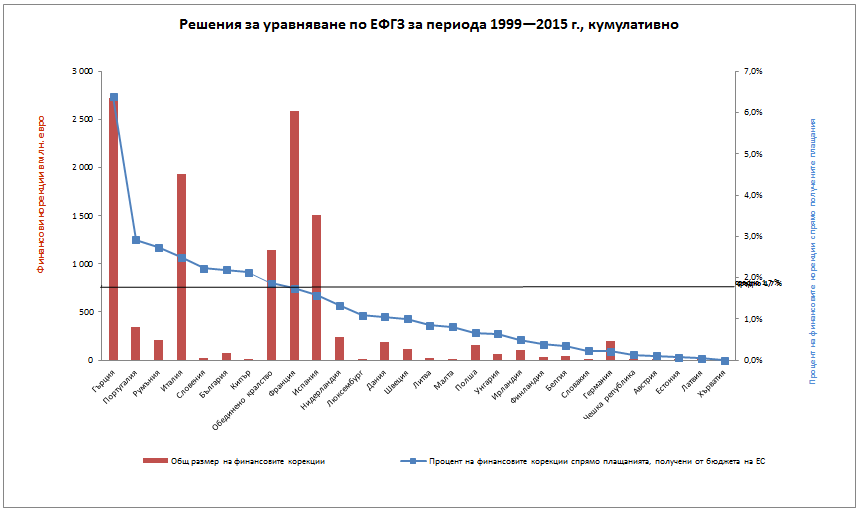 Решения за уравняване по ЕФГЗ за периода 1999—2015 г., кумулативно
Финансови корекции в млн. евро
3 000
2 500
2 000
1 500
1 000
500
0
7,0%
6,0%
5,0%
4,0%
3,0%
2,0%
1,0%
0,0%
Процент на финансовите корекции спрямо получените плащания
Гърция
Португалия
Румъния
Италия
Словения
България
Кипър
Обединено кралство
Франция
Испания
Нидерландия
Люксембург
Дания
Швеция
Литва
Малта
Полша
Унгария
Ирландия
Финландия
Белгия
Словакия
Германия
Чешка република
Австрия
Естония
Латвия
Хърватия
Общ размер на финансовите корекции
Процент на финансовите корекции спрямо плащанията, получени от бюджета на ЕС